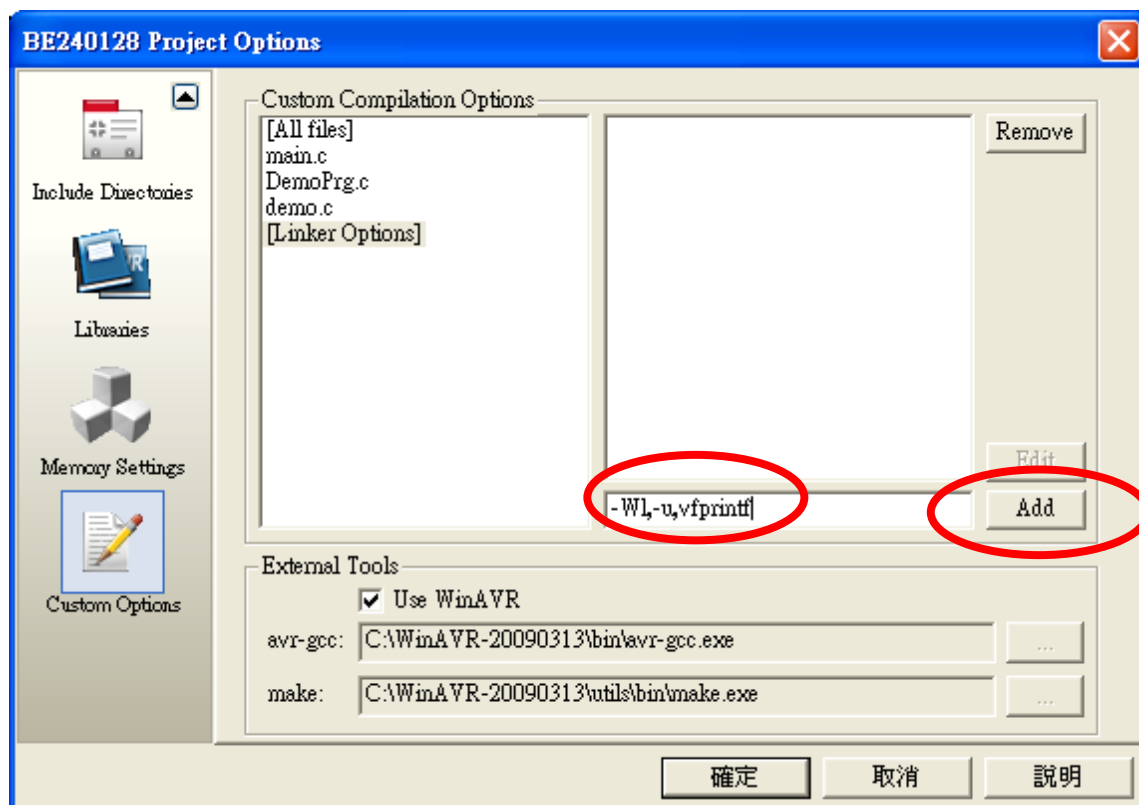 BE240128 Project Options
Include Directories
Libraries
Memory Settings
Custom Options
Custom Compilation Options
[All files]
main.c
DemoPrg.c
demo.c
[Linker Options]
Remove
Edit
-Wl,-u,vfprintf
Add
External Tools
Use WinAVR
avr-gcc: C:\WinAVR-20090313\bin\avr-gcc.exe ...
make: C:\WinAVR-20090313\utils\bin\make.exe ...
確定 取消 說明